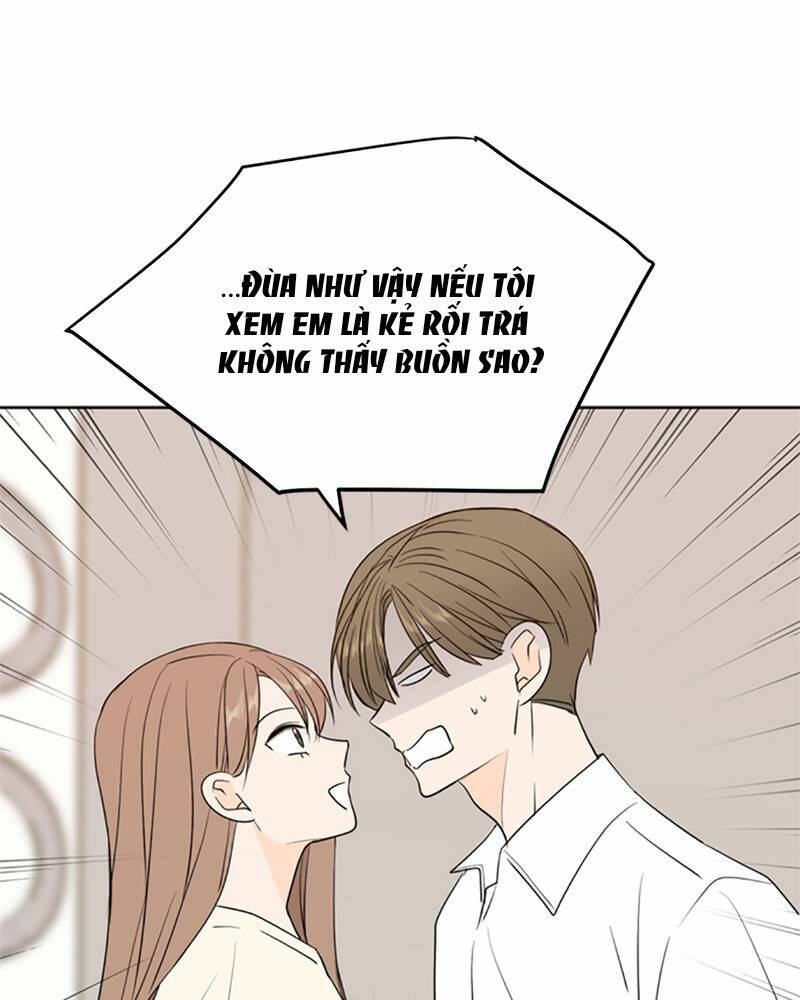 ...ĐÙA NHƯ VẬY NẾU TÔI
XEM EM LÀ KẺ RỐI TRÁ
KHÔNG THẤY BUỒN SAO?